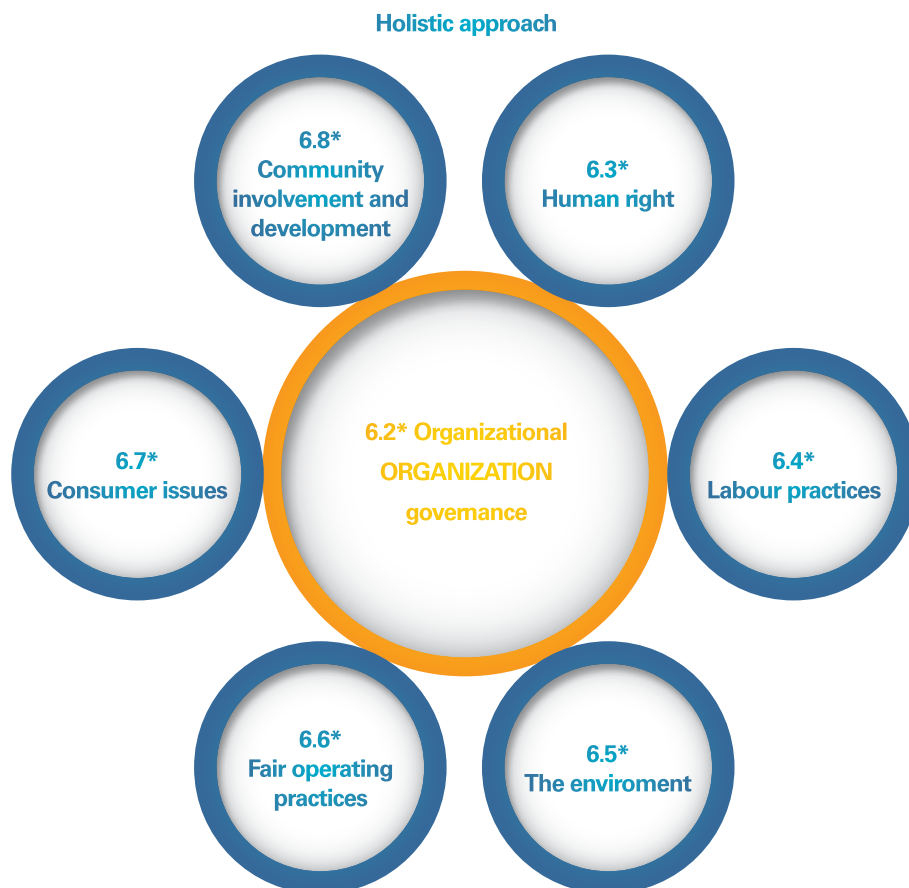 Holistic approach
6.8*
Community
involvement and
development
6.3*
Human right
6.2* Organizational
ORGANIZATION
governance
6.7*
Consumer issues
6.4*
Labour practices
6.6*
Fair operating
practices
6.5*
The enviroment